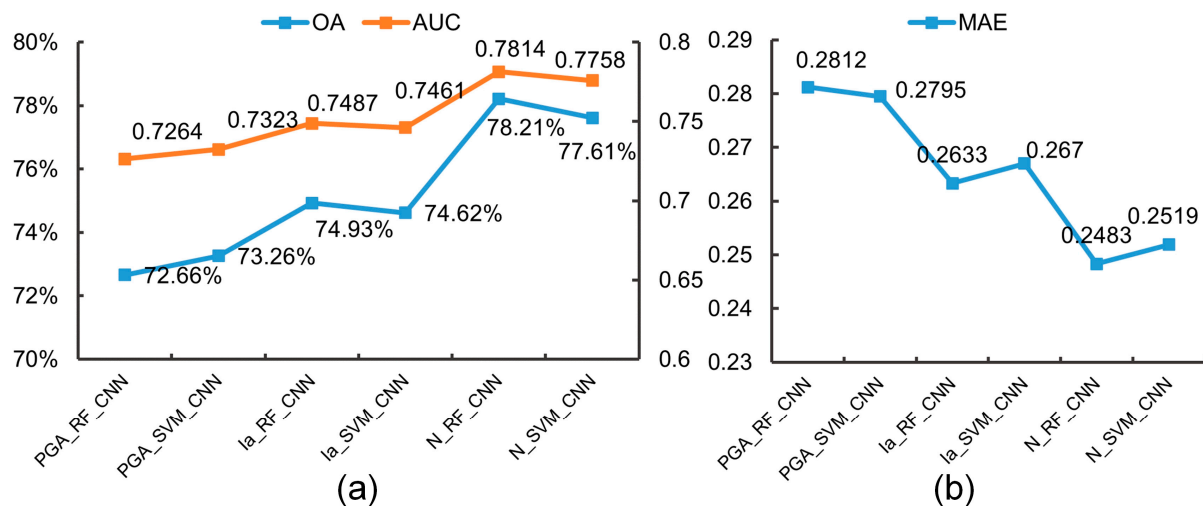 OA AUC
80%
78%
76%
74%
72%
70%
0.8
0.75
0.7
0.65
0.6
0.7264
0.7323
0.7487
0.7461
0.7814
0.7758
72.66%
73.26%
74.93%
74.62%
78.21%
77.61%
PGA_RF_CNN
PGA_SVM_CNN
Ia_RF_CNN
Ia_SVM_CNN
N_RF_CNN
N_SVM_CNN
(a)
MAE
0.29
0.28
0.27
0.26
0.25
0.24
0.23
0.2812
0.2795
0.2633
0.267
0.2483
0.2519
PGA_RF_CNN
PGA_SVM_CNN
Ia_RF_CNN
Ia_SVM_CNN
N_RF_CNN
N_SVM_CNN
(b)